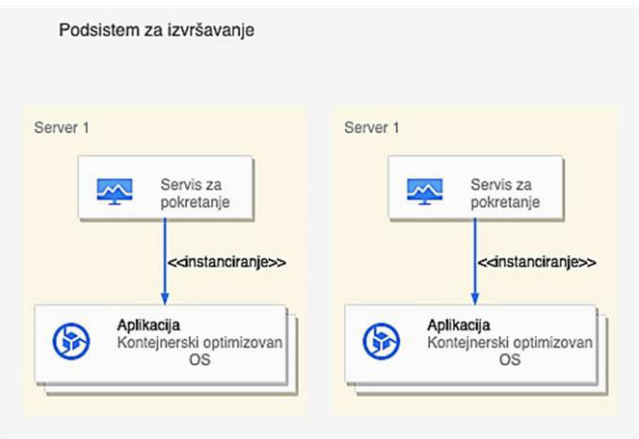 Podsistem za izvršavanje
Server 1
Servis za
pokretanje
<<instanciranje>>
Aplikacija
Kontejnerski optimizovan
OS
Server 1
Servis za
pokretanje
<<instanciranje>>
Aplikacija
Kontejnerski optimizovan
OS